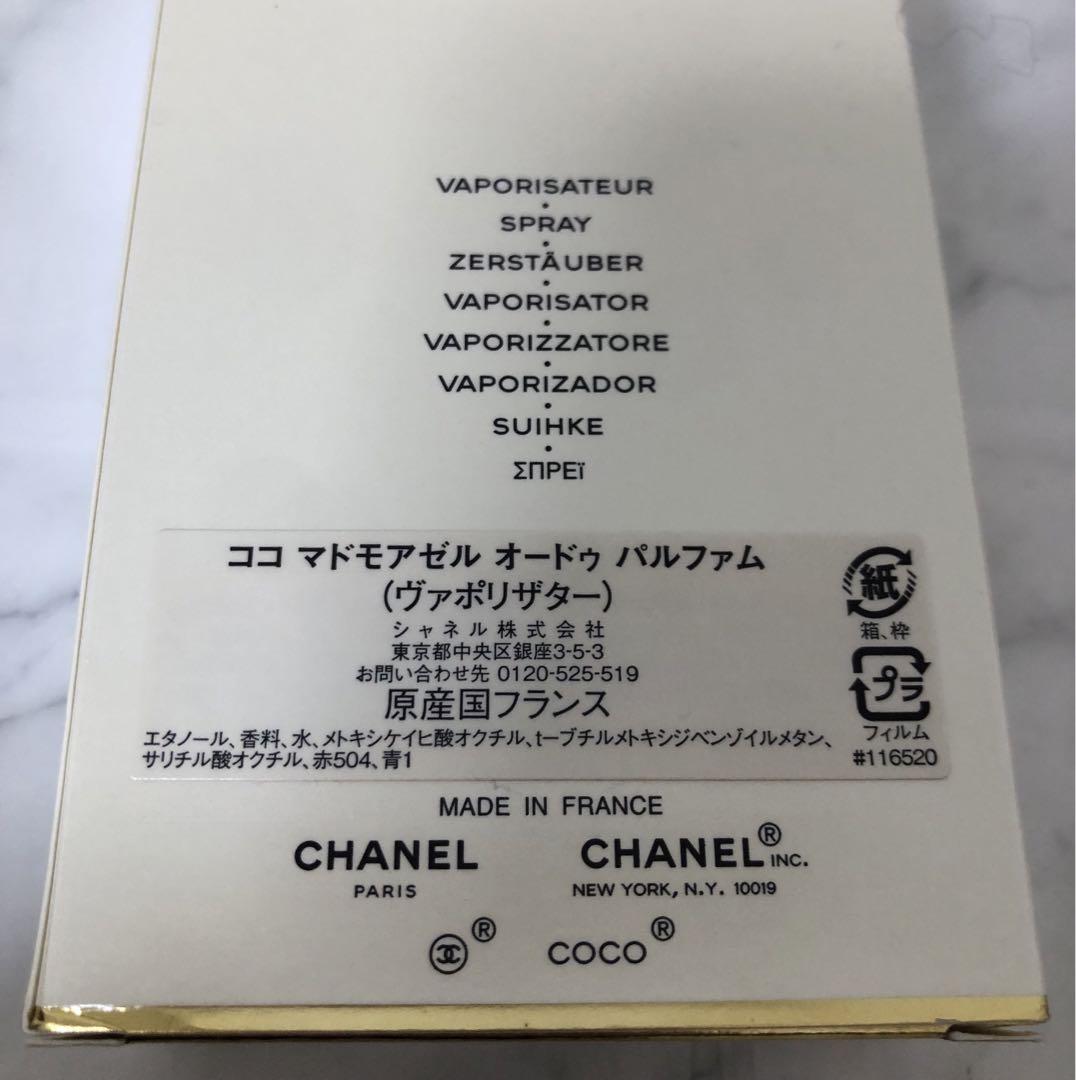 VAPORISATEUR
SPRAY
ZERSTÄUBER
VAPORISATOR
VAPORIZZATORE
VAPORIZADOR
SUIHKE
ΣΠΡΕϊ
ココ マドモアゼル オードゥ パルファム
(ヴァポリザター)
シャネル株式会社
東京都中央区銀座3-5-3
お問い合わせ先 0120-525-519
原産国フランス
エタノール、香料、水、メトキシケイヒ酸オクチル、t-ブチルメトキシジベンゾイルメタン、
サリチル酸オクチル、赤504、青1
紙
箱、枠
プラ
フィルム
#116520
MADE IN FRANCE
CHANEL
PARIS
CHANEL® INC.
NEW YORK, N.Y. 10019
®
COCO®